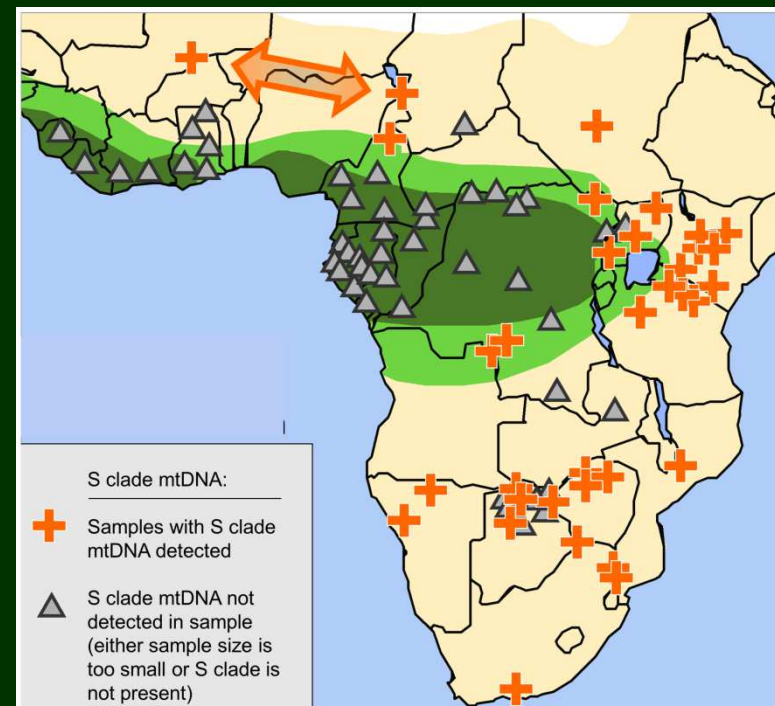 S clade mtDNA:
Samples with S clade
mtDNA detected
S clade mtDNA not
detected in sample
(either sample size is
too small or S clade is
not present)